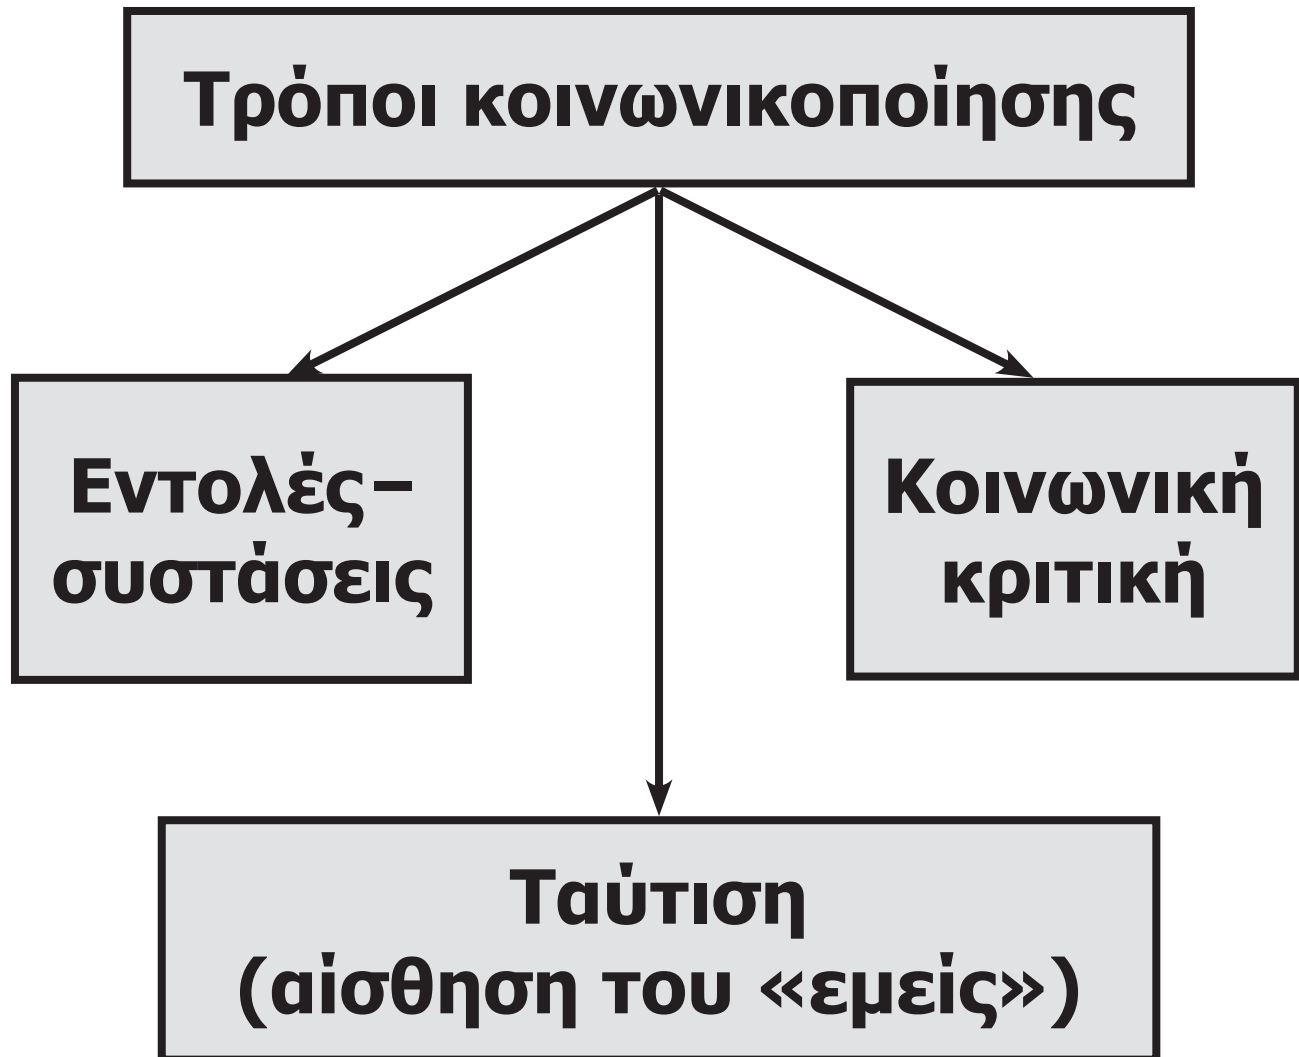 Τρόποι κοινωνικοποίησης
Εντολές –
συστάσεις
Κοινωνική
κριτική
Ταύτιση
(αίσθηση του «εμείς»)